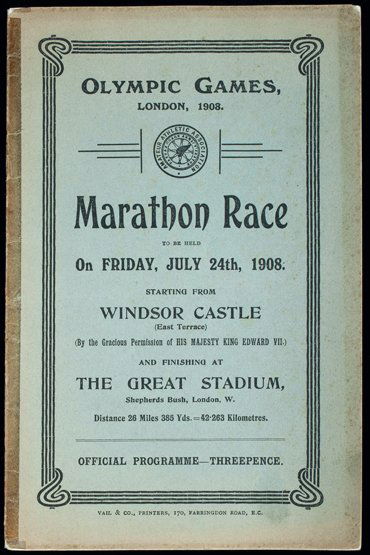 OLYMPIC GAMES,
LONDON, 1908.
AMATEUR ATHLETIC ASSOCIATION
Marathon Race
TO BE HELD
On FRIDAY, JULY 24th, 1908.
STARTING FROM
WINDSOR CASTLE
(East Terrace)
(By the Gracious Permission of HIS MAJESTY KING EDWARD VII.)
AND FINISHING AT
THE GREAT STADIUM,
Shepherds Bush, London, W.
Distance 26 Miles 385 Yds.=42·263 Kilometres.
OFFICIAL PROGRAMME—THREEPENCE.
VAIL & CO., PRINTERS, 170, FARRINGDON ROAD, E.C.